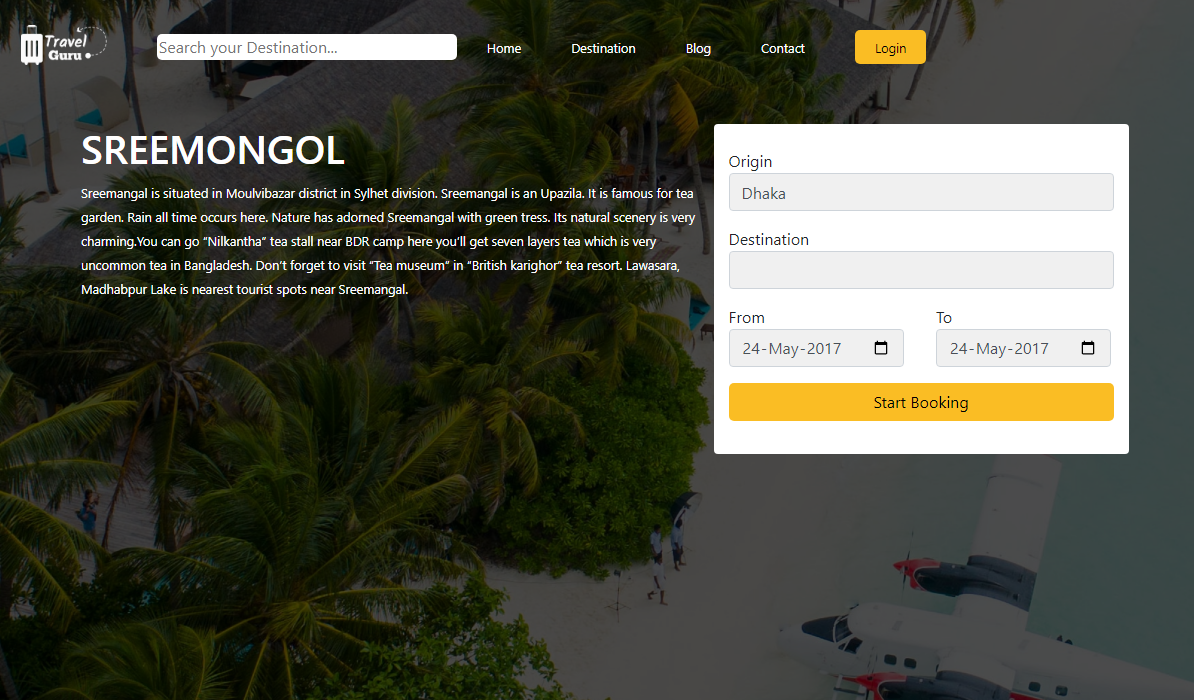 Travel
Guru
Search your Destination...
Home
Destination
Blog
Contact
Login
SREEMONGOL
Sreemangal is situated in Moulvibazar district in Sylhet division. Sreemangal is an Upazila. It is famous for tea
garden. Rain all time occurs here. Nature has adorned Sreemangal with green tress. Its natural scenery is very
charming.You can go “Nilkantha” tea stall near BDR camp here you’ll get seven layers tea which is very
uncommon tea in Bangladesh. Don’t forget to visit “Tea museum” in “British karighor” tea resort. Lawasara,
Madhabpur Lake is nearest tourist spots near Sreemangal.
Origin
Dhaka
Destination
From
To
24-May-2017
24-May-2017
Start Booking